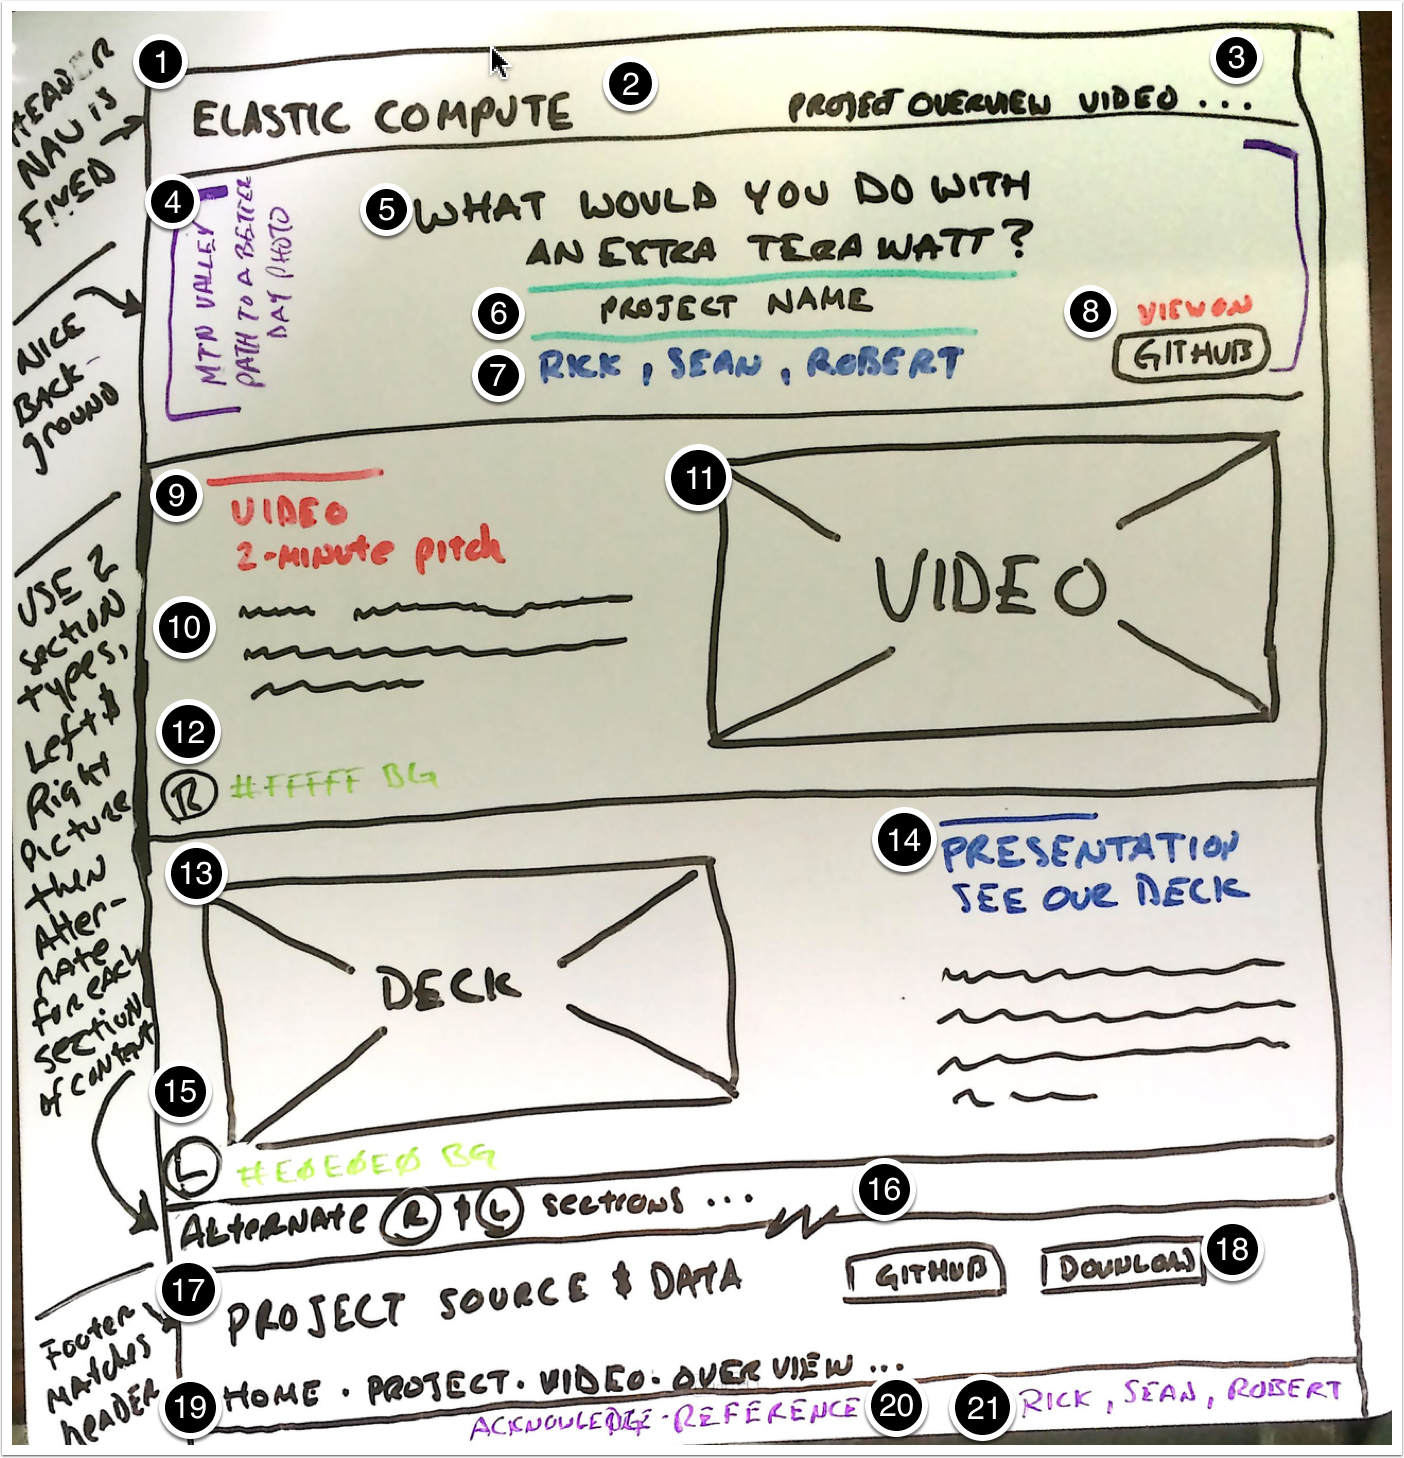 HEADER
NAV IS
FIXED
1
2
3
ELASTIC COMPUTE
PROJECT OVERVIEW VIDEO ...
4
MTN VALLEY
PATH TO A BETTER
DAY PHOTO
5
WHAT WOULD YOU DO WITH
AN EXTRA TERA WATT?
6
PROJECT NAME
7
RICK, SEAN, ROBERT
8
VIEW ON
GITHUB
NICE
BACK-
ground
9
VIDEO
2-MINUTE pitch
10
11
VIDEO
12
R #FFFFF BG
USE 2
section
types,
Left &
Right
Picture
then
Alter-
nate
for each
section
of content
13
DECK
14
PRESENTATION
SEE OUR DECK
15
L #E0E0E0 BG
ALTERNATE R & L sections ...
16
17
PROJECT SOURCE & DATA
GITHUB
DOWNLOAD
18
Footer
matches
header
19
HOME · PROJECT · VIDEO · OVERVIEW ...
ACKNOWLEDGE · REFERENCE
20
21
RICK, SEAN, ROBERT